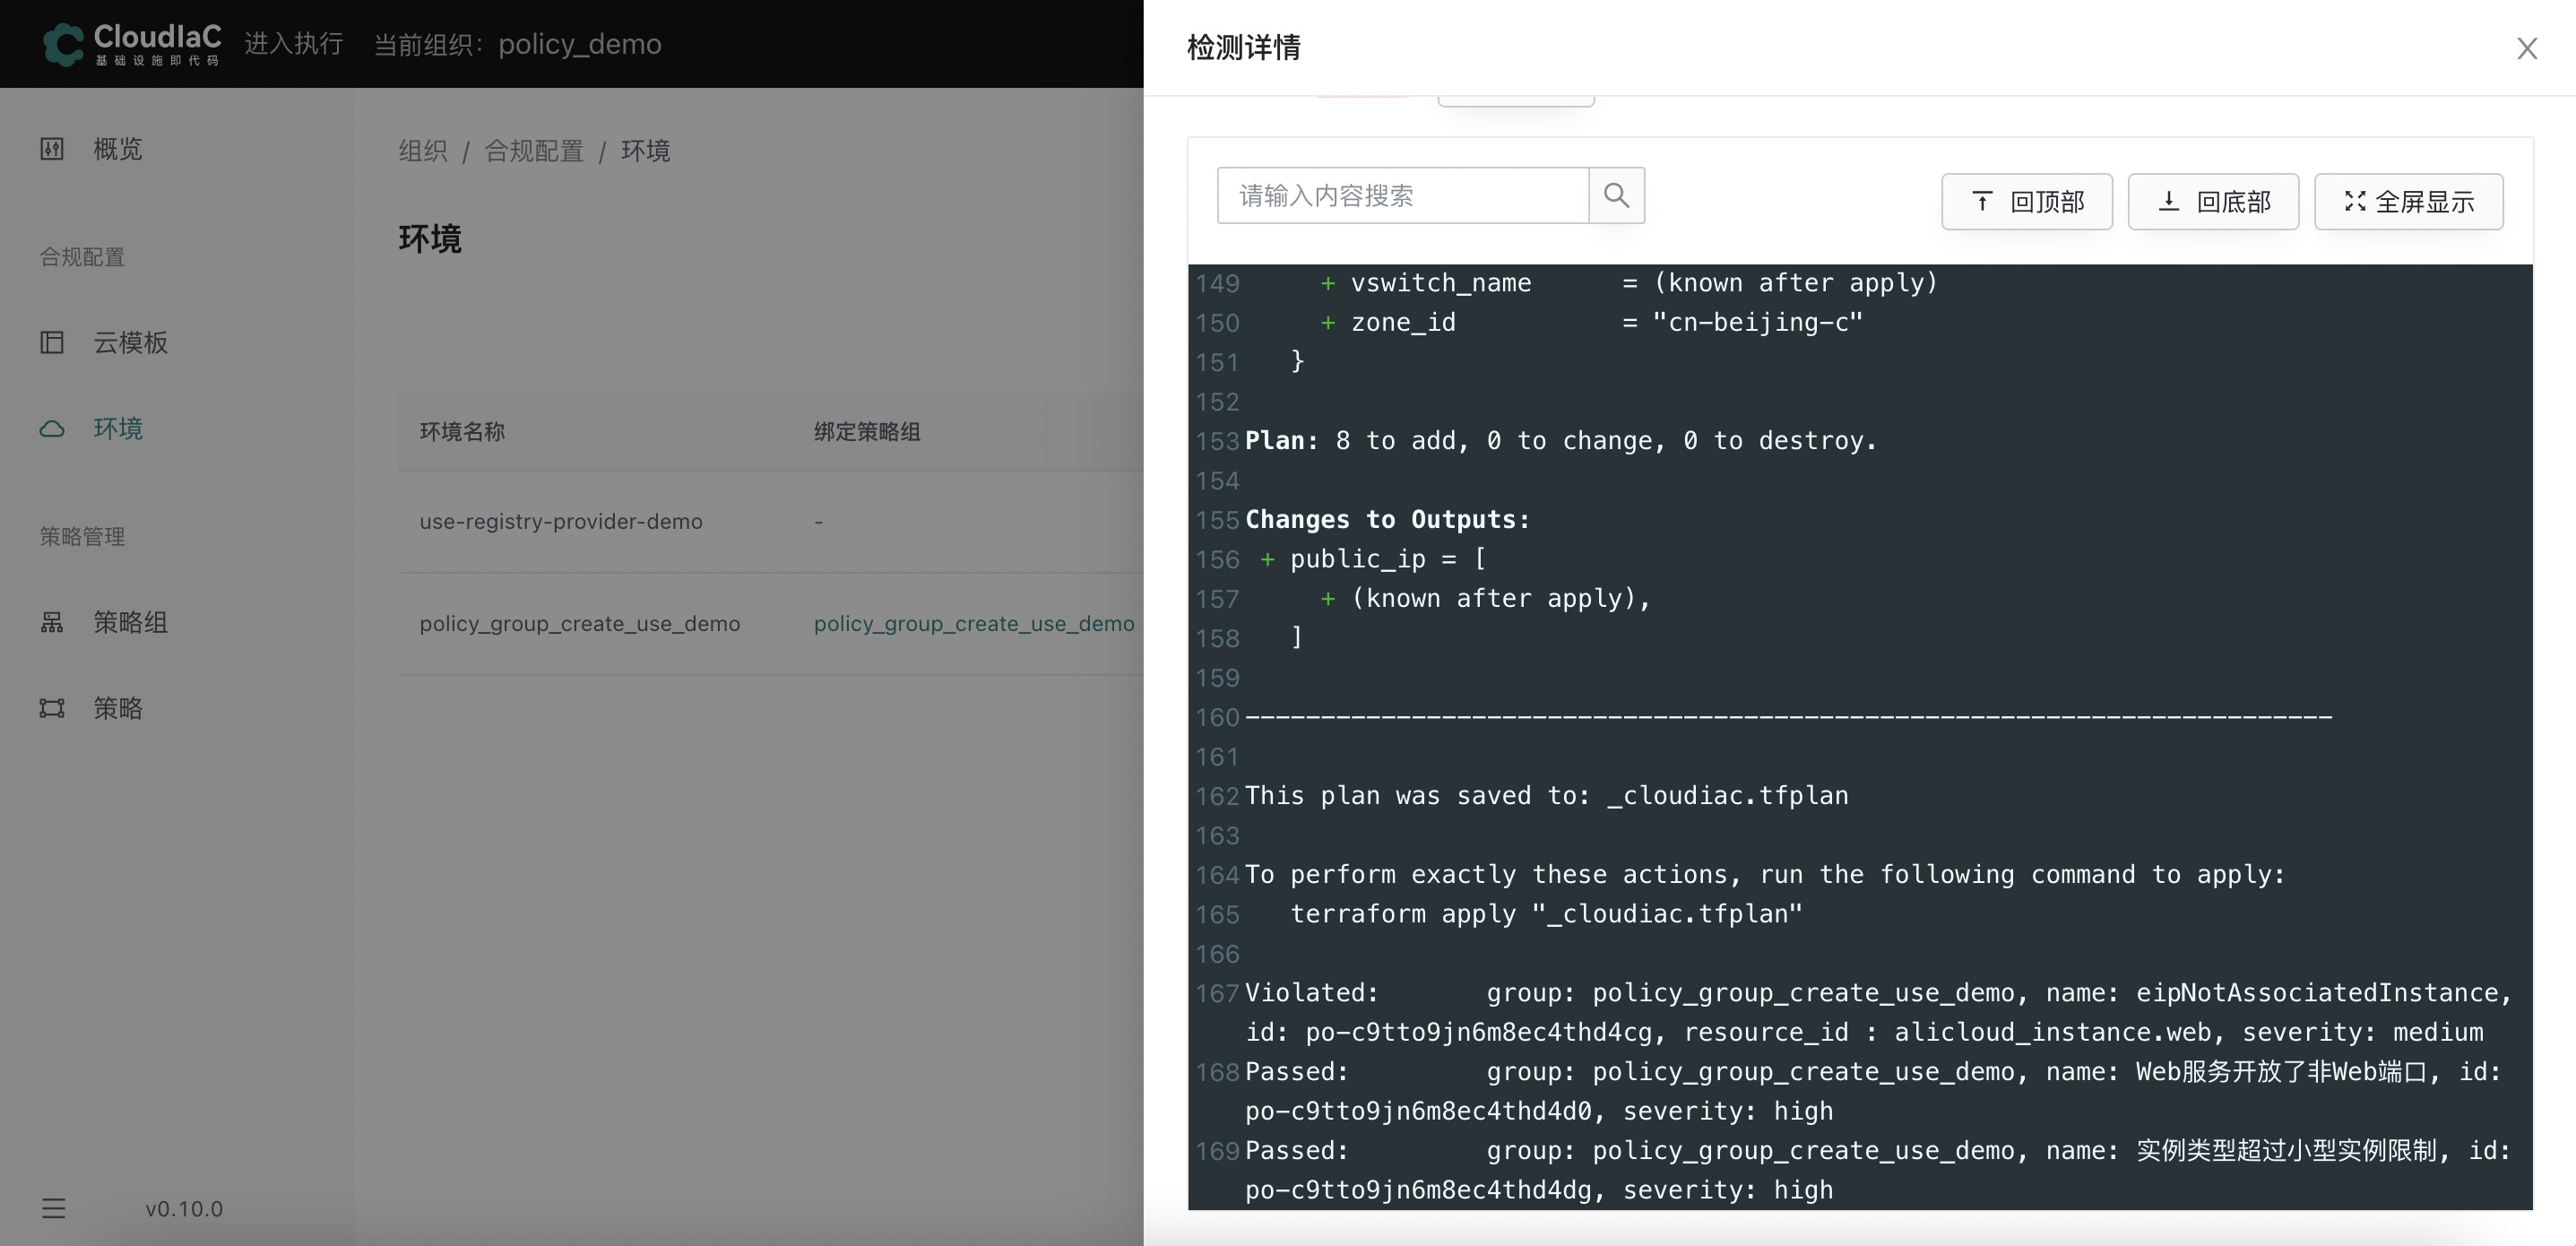 CloudIaC
基础设施即代码
进入执行
当前组织：policy_demo
概览
合规配置
云模板
环境
策略管理
策略组
策略
v0.10.0
组织 / 合规配置 / 环境
环境
环境名称 绑定策略组
use-registry-provider-demo -
policy_group_create_use_demo policy_group_create_use_demo
检测详情
请输入内容搜索
回顶部 回底部 全屏显示
149 + vswitch_name = (known after apply)
150 + zone_id = "cn-beijing-c"
151 }
152
153 Plan: 8 to add, 0 to change, 0 to destroy.
154
155 Changes to Outputs:
156 + public_ip = [
157 + (known after apply),
158 ]
159
160 ------------------------------------------------------------------------
161
162 This plan was saved to: _cloudiac.tfplan
163
164 To perform exactly these actions, run the following command to apply:
165 terraform apply "_cloudiac.tfplan"
166
167 Violated: group: policy_group_create_use_demo, name: eipNotAssociatedInstance,
id: po-c9tto9jn6m8ec4thd4cg, resource_id : alicloud_instance.web, severity: medium
168 Passed: group: policy_group_create_use_demo, name: Web服务开放了非Web端口, id:
po-c9tto9jn6m8ec4thd4d0, severity: high
169 Passed: group: policy_group_create_use_demo, name: 实例类型超过小型实例限制, id:
po-c9tto9jn6m8ec4thd4dg, severity: high